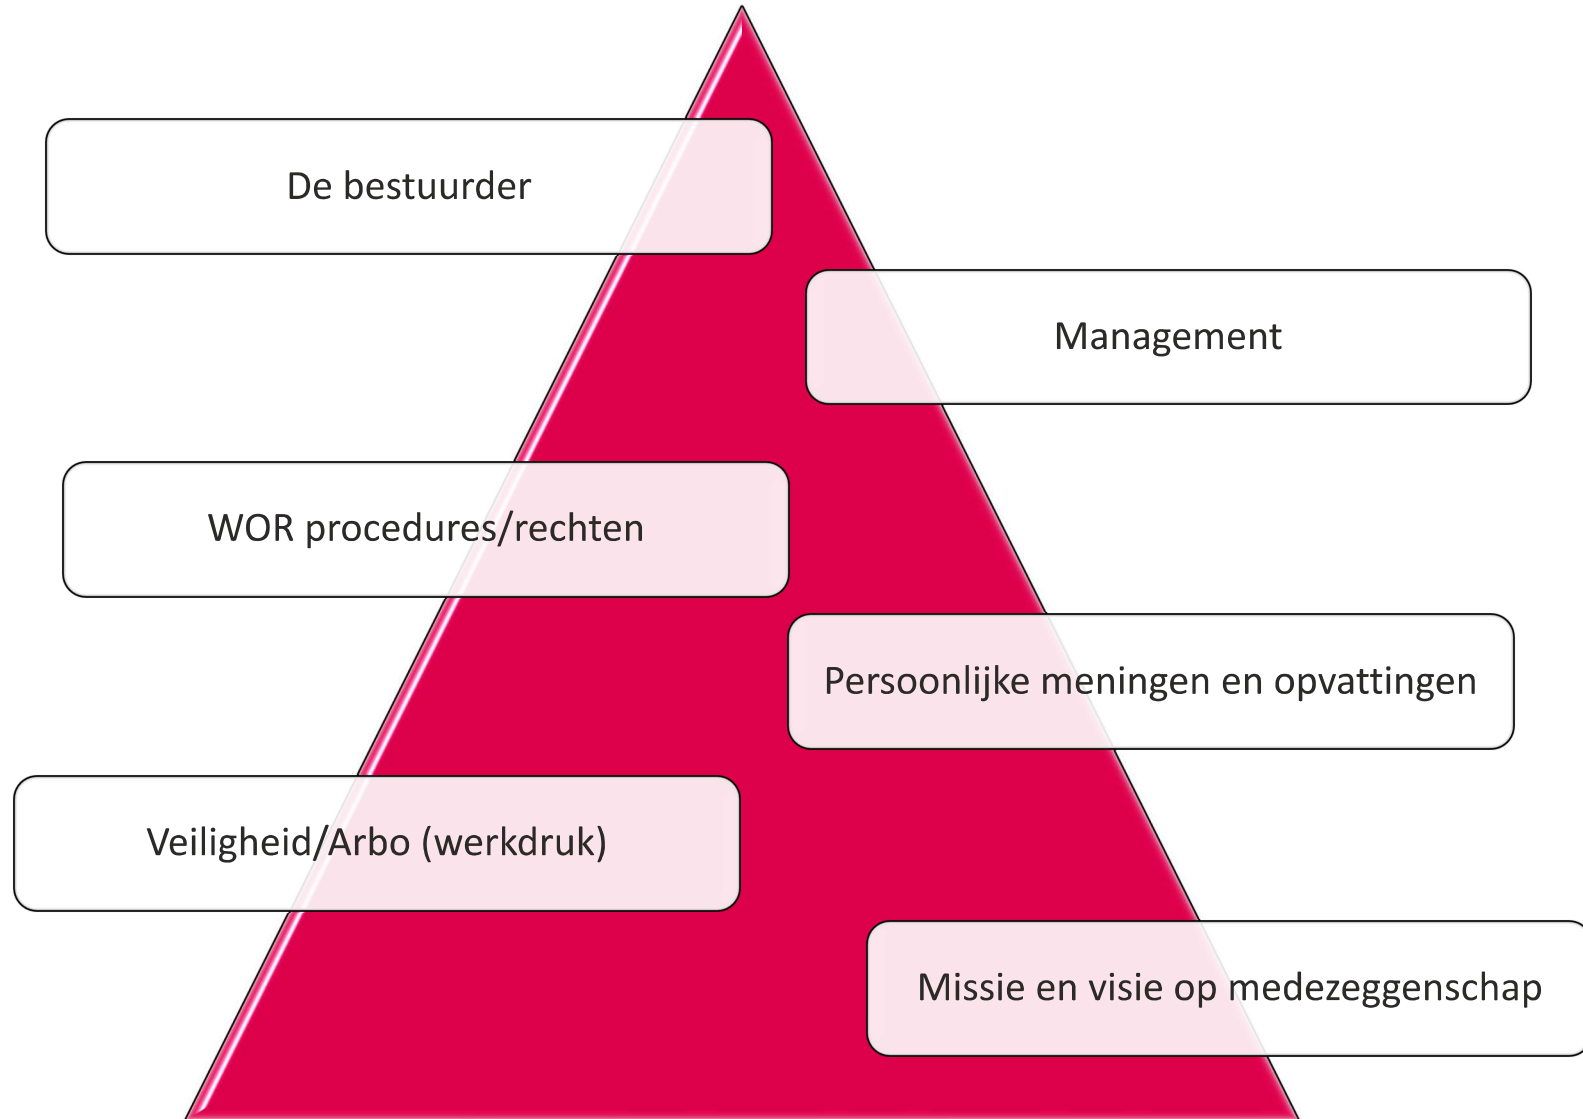 De bestuurder
Management
WOR procedures/rechten
Persoonlijke meningen en opvattingen
Veiligheid/Arbo (werkdruk)
Missie en visie op medezeggenschap